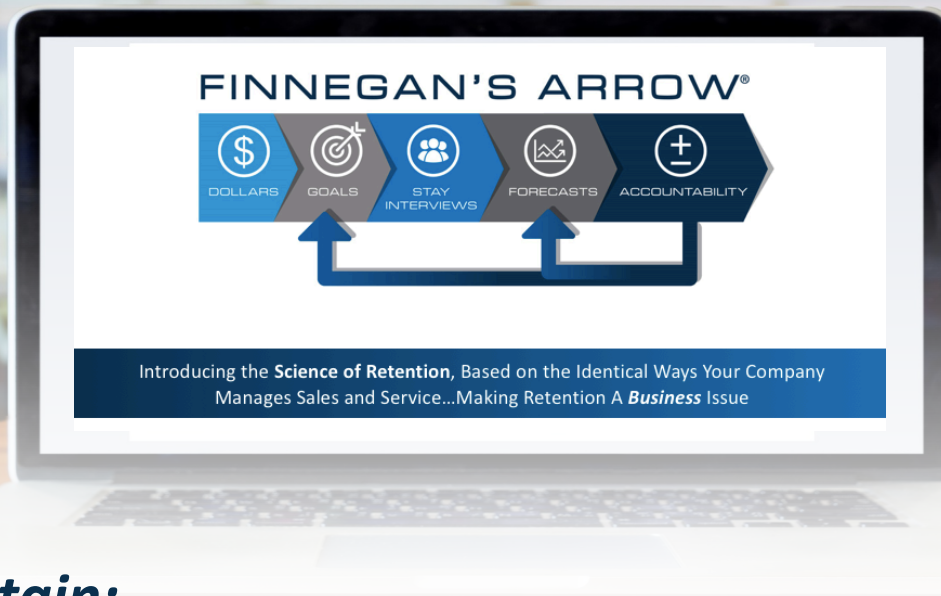 FINNEGAN'S ARROW®
DOLLARS
GOALS
STAY
INTERVIEWS
FORECASTS
ACCOUNTABILITY
Introducing the Science of Retention, Based on the Identical Ways Your Company
Manages Sales and Service...Making Retention A Business Issue